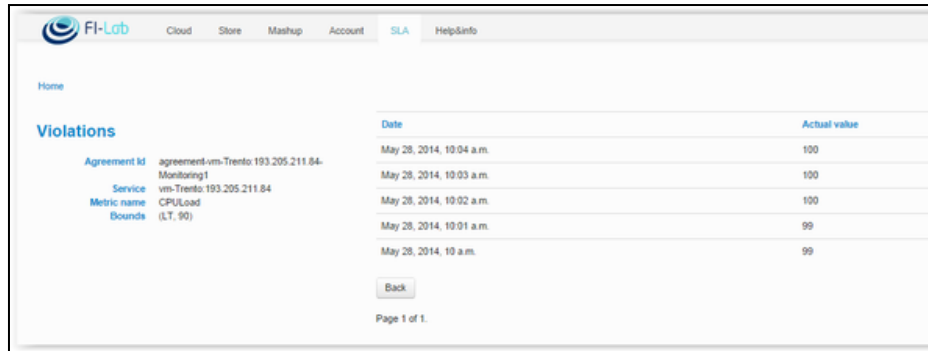 FI-Lab Cloud Store Mashup Account SLA Help&info
Home
Violations
Agreement Id agreement-vm-Trento:193.205.211.84-
Monitoring1
Service vm-Trento:193.205.211.84
Metric name CPULoad
Bounds (LT, 90)
Date Actual value
May 28, 2014, 10:04 a.m. 100
May 28, 2014, 10:03 a.m. 100
May 28, 2014, 10:02 a.m. 100
May 28, 2014, 10:01 a.m. 99
May 28, 2014, 10 a.m. 99
Back
Page 1 of 1.